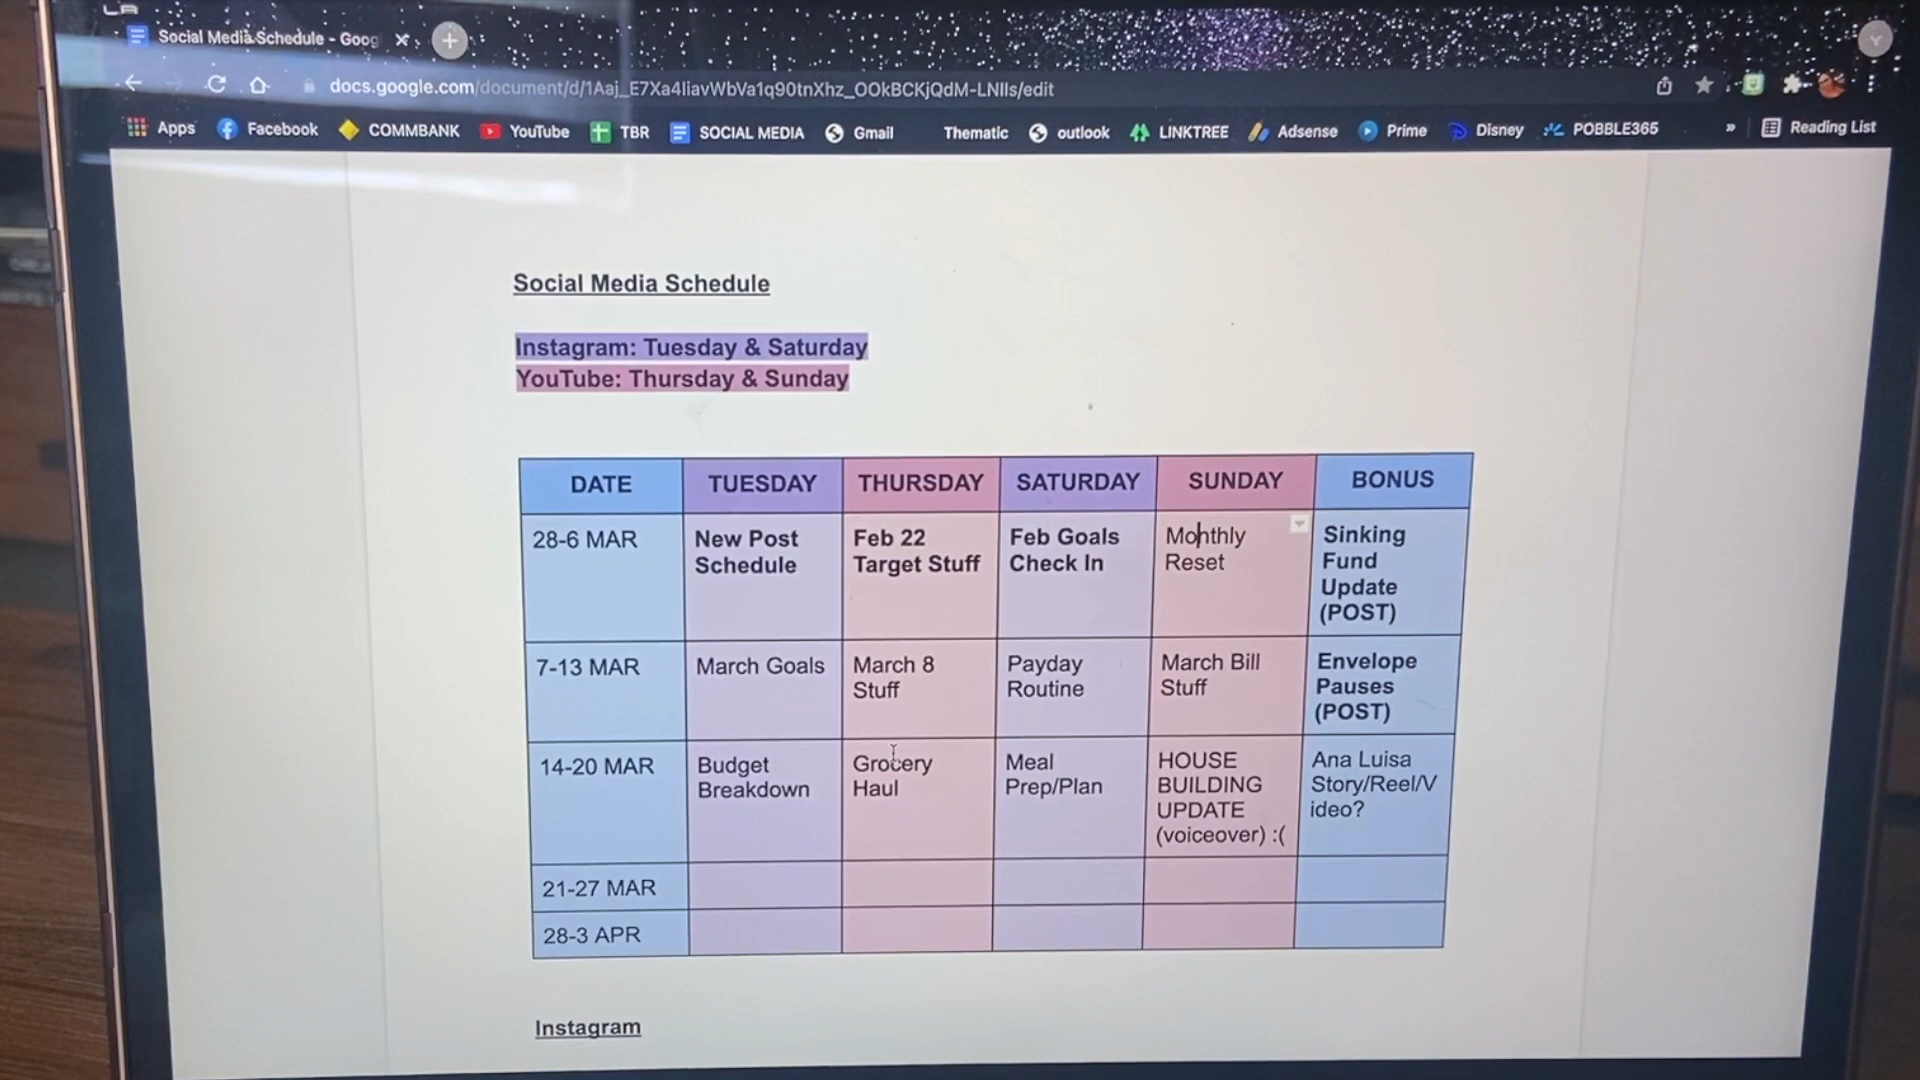 Social Media Schedule - Goog
docs.google.com/document/d/1Aaj_E7Xa4IiavWbVa1q90tnXhz_OOkBCKjQdM-LNIIs/edit
Apps Facebook COMMBANK YouTube TBR SOCIAL MEDIA Gmail Thematic outlook LINKTREE Adsense Prime Disney POBBLE365 » Reading List
Social Media Schedule
Instagram: Tuesday & Saturday
YouTube: Thursday & Sunday
DATE TUESDAY THURSDAY SATURDAY SUNDAY BONUS
28-6 MAR
New Post
Schedule
Feb 22
Target Stuff
Feb Goals
Check In
Monthly
Reset
Sinking
Fund
Update
(POST)
7-13 MAR
March Goals
March 8
Stuff
Payday
Routine
March Bill
Stuff
Envelope
Pauses
(POST)
14-20 MAR
Budget
Breakdown
Grocery
Haul
Meal
Prep/Plan
HOUSE
BUILDING
UPDATE
(voiceover) :(
Ana Luisa
Story/Reel/V
ideo?
21-27 MAR
28-3 APR
Instagram